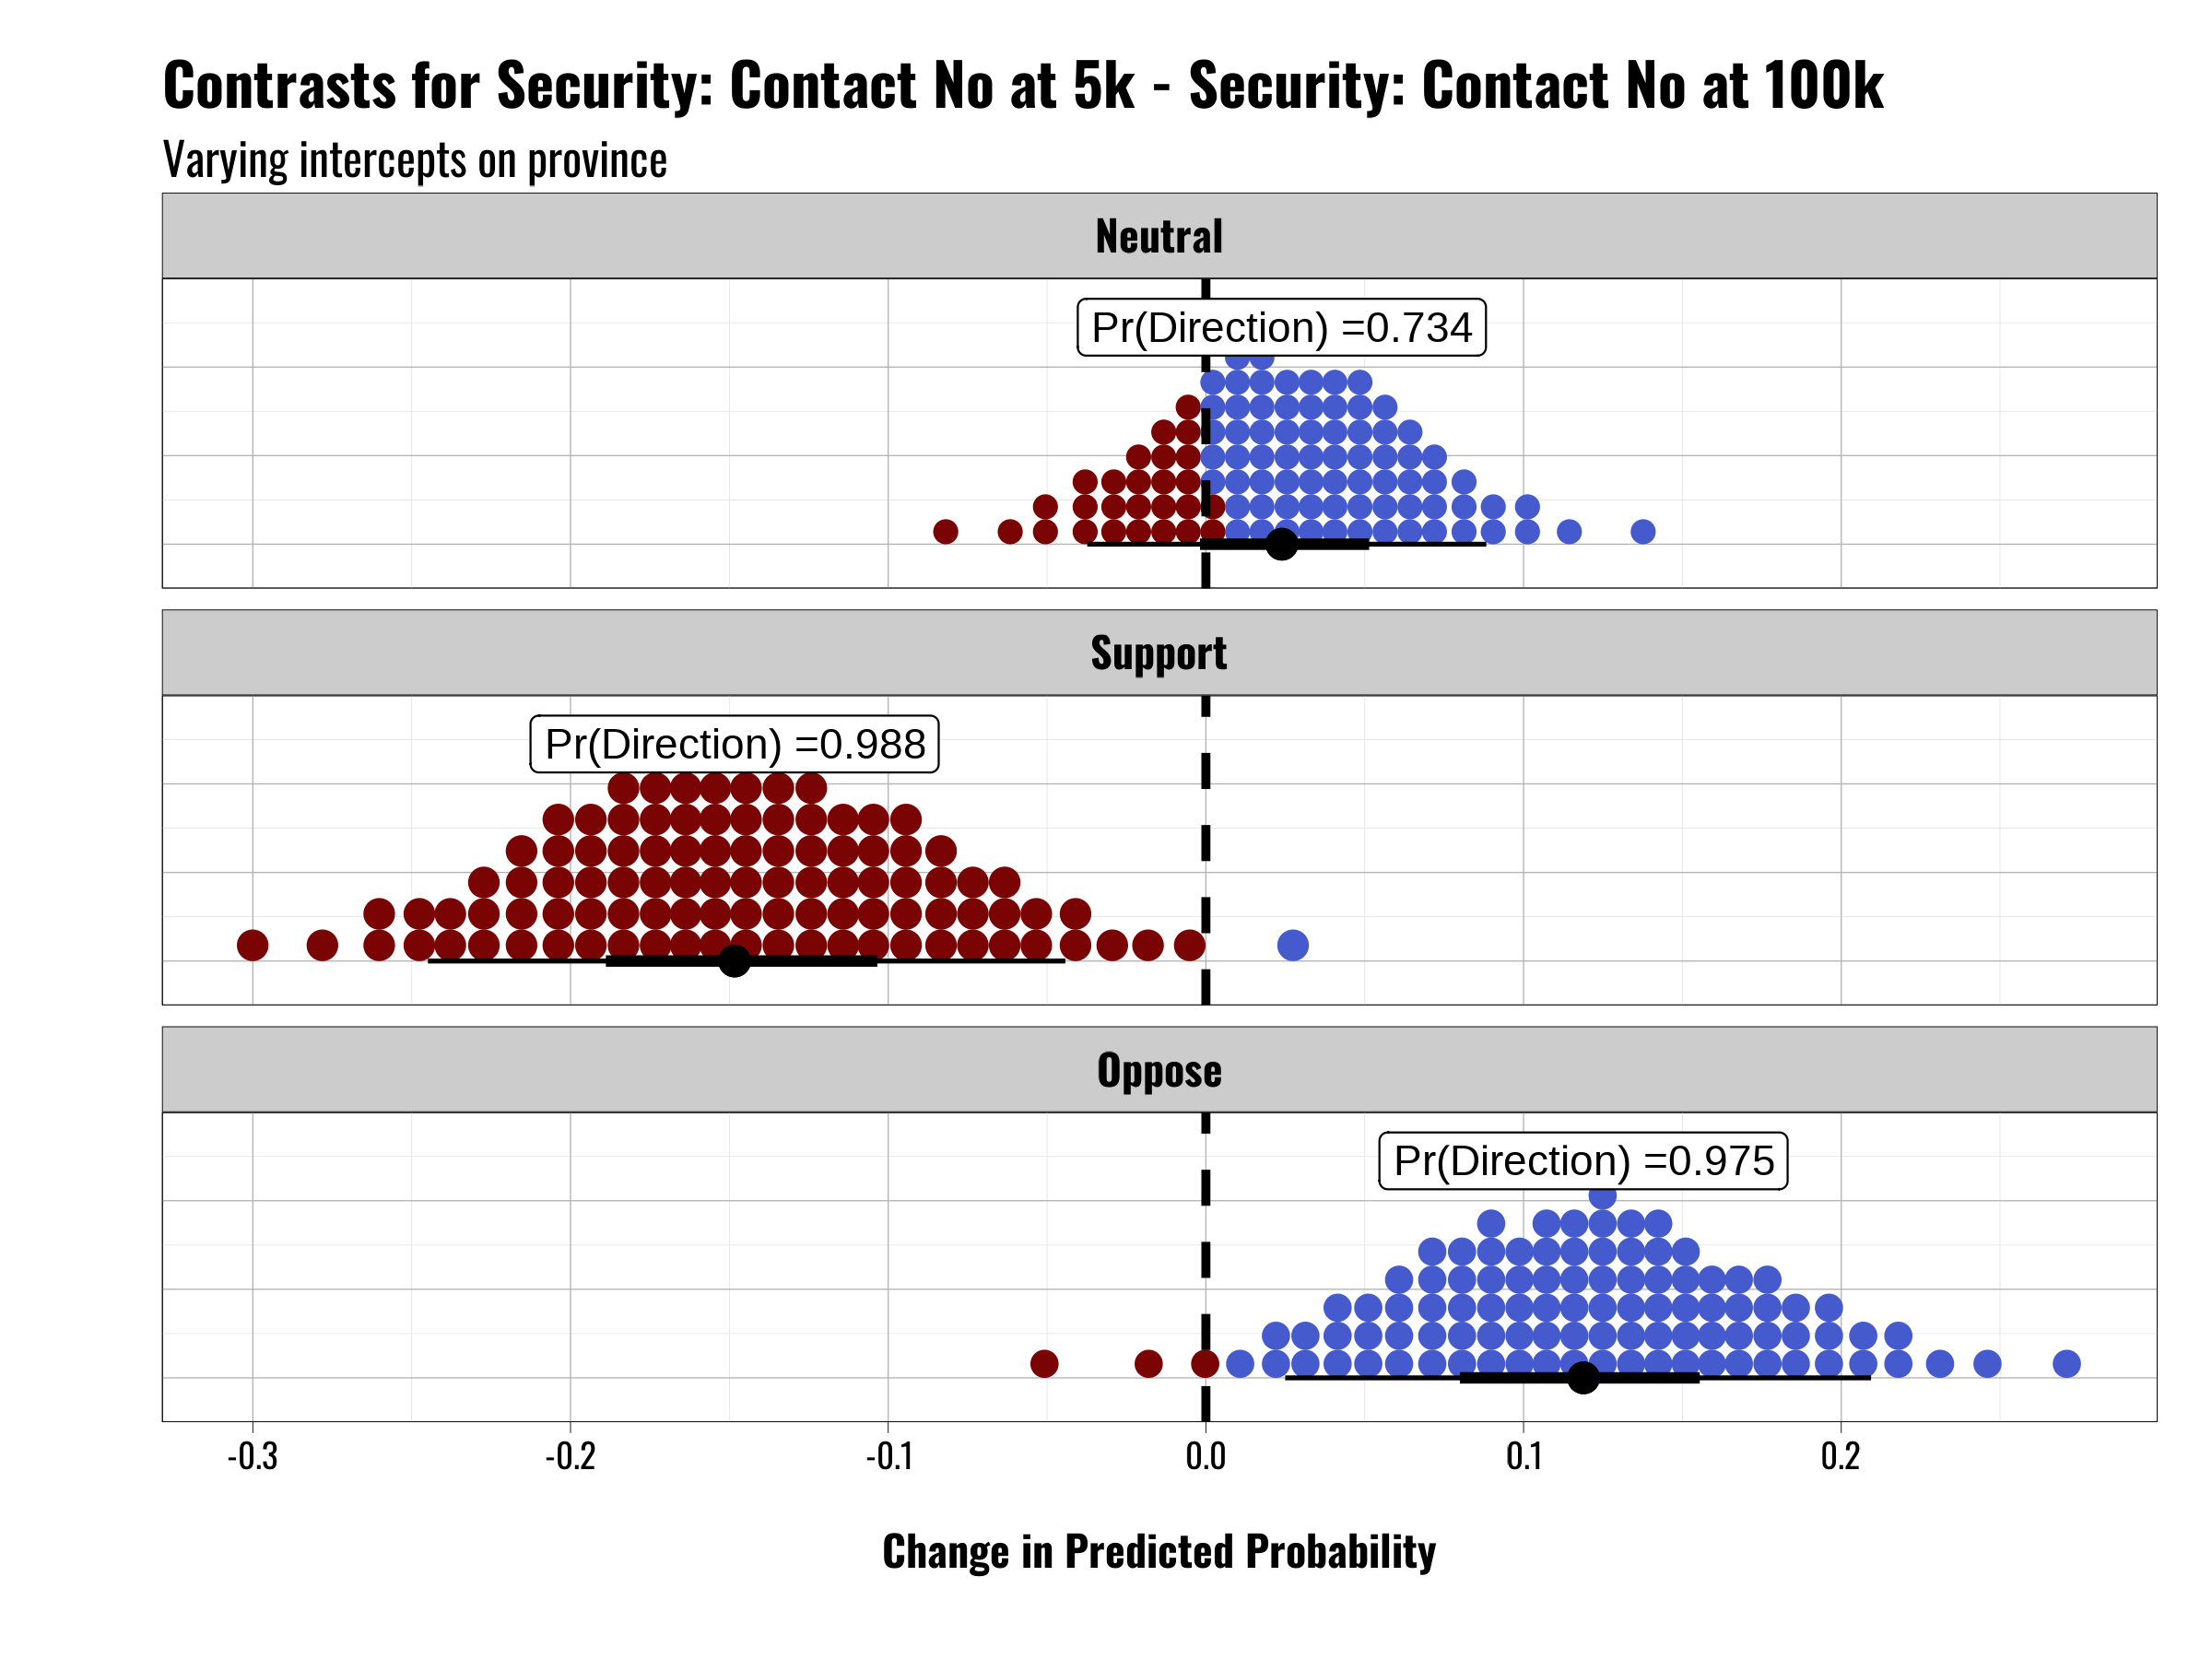 Contrasts for Security: Contact No at 5k - Security: Contact No at 100k
Varying intercepts on province
Neutral
Pr(Direction) =0.734
Support
Pr(Direction) =0.988
Oppose
Pr(Direction) =0.975
-0.3 -0.2 -0.1 0.0 0.1 0.2
Change in Predicted Probability